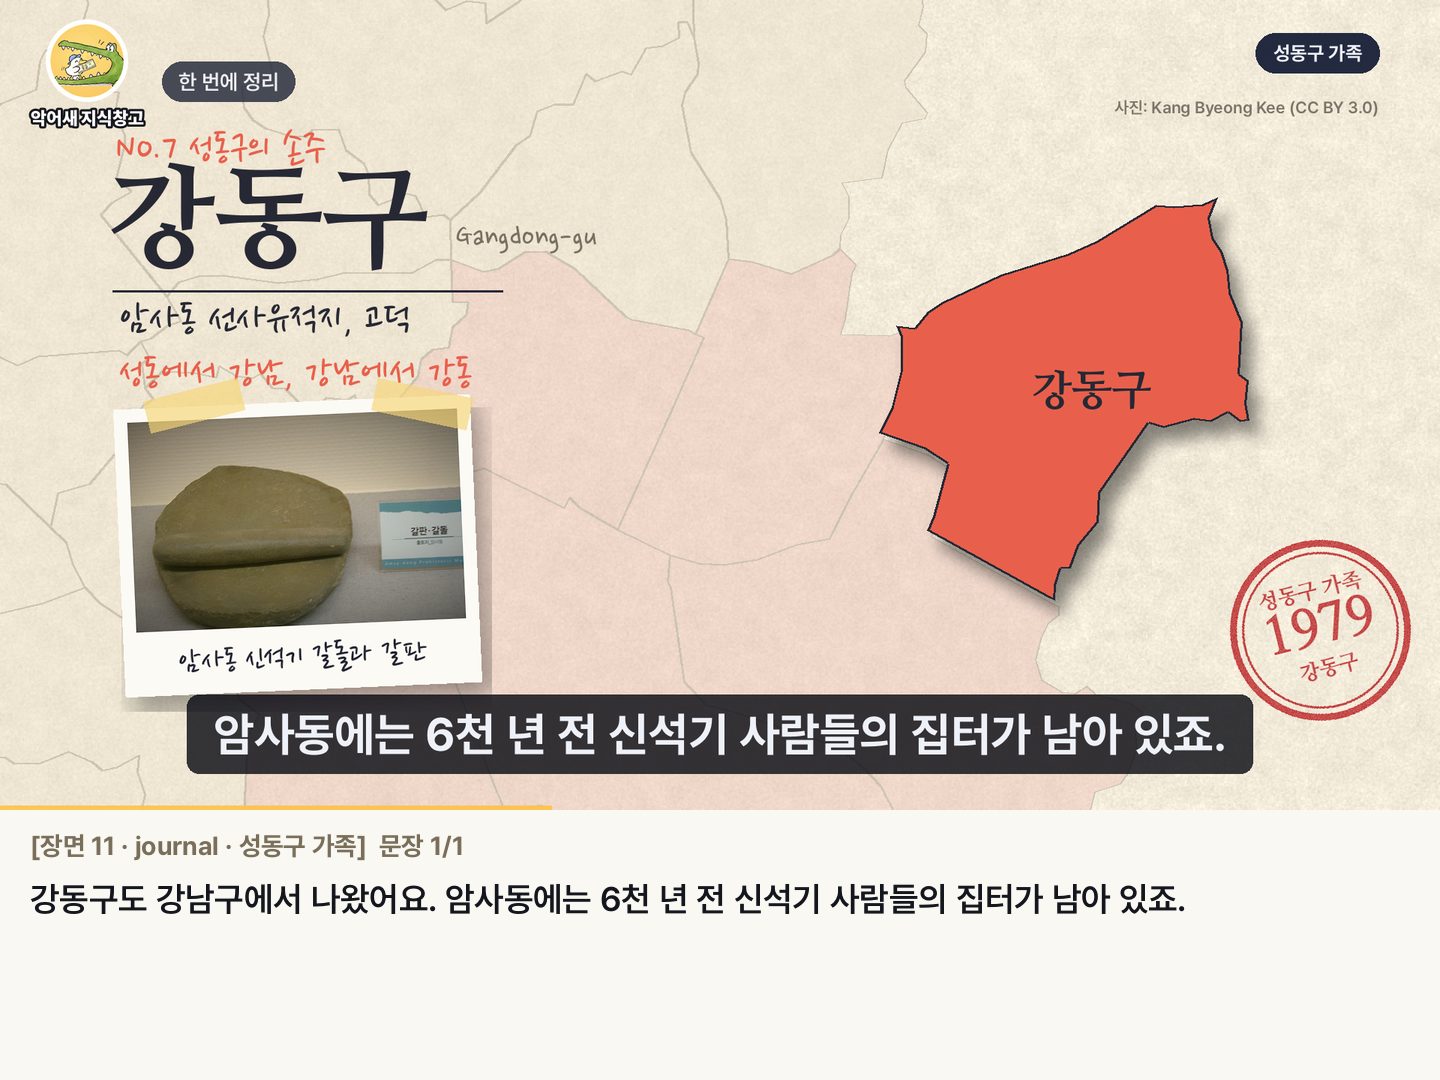 한 번에 정리
성동구 가족
악어새 지식창고
사진: Kang Byeong Kee (CC BY 3.0)
NO.7 성동구의 손주
강동구
Gangdong-gu
암사동 선사유적지, 고덕
성동에서 강남, 강남에서 강동
강동구
갈판·갈돌
암사동 신석기 갈돌과 갈판
성동구 가족
1979
강동구
암사동에는 6천 년 전 신석기 사람들의 집터가 남아 있죠.
[장면 11 · journal · 성동구 가족] 문장 1/1
강동구도 강남구에서 나왔어요. 암사동에는 6천 년 전 신석기 사람들의 집터가 남아 있죠.